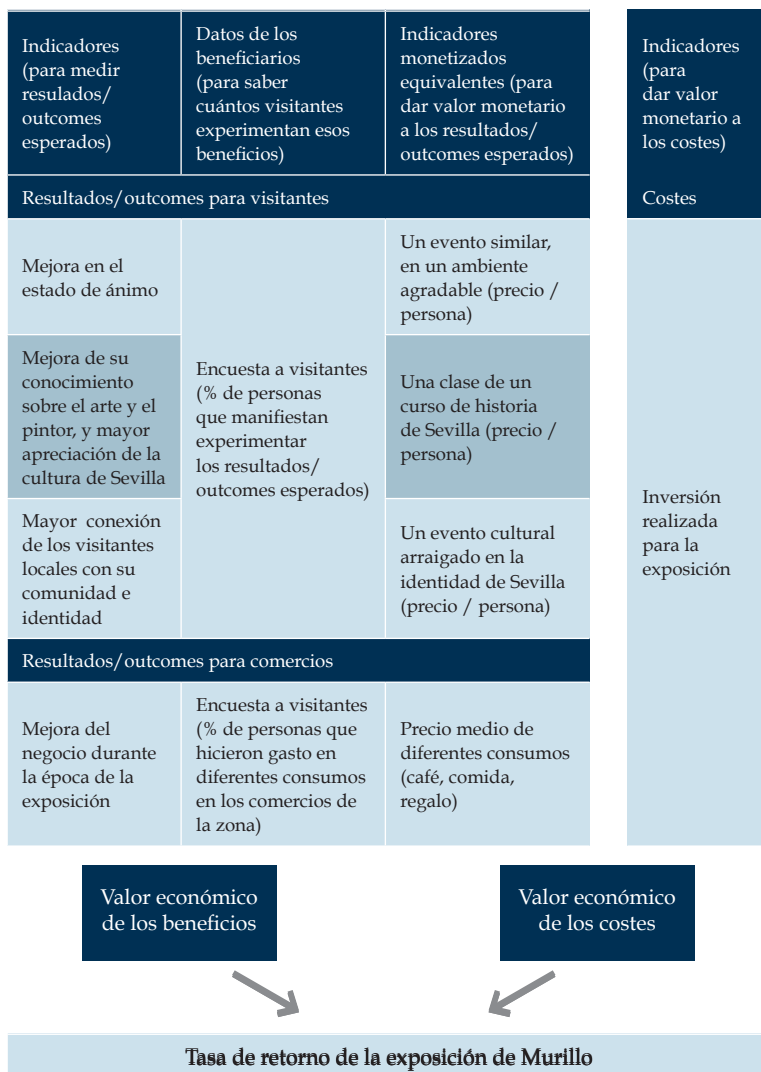 Indicadores
(para medir
resulados/
outcomes
esperados)
Datos de los
beneficiarios
(para saber
cuántos visitantes
experimentan esos
beneficios)
Indicadores
monetizados
equivalentes (para
dar valor monetario
a los resultados/
outcomes esperados)
Indicadores
(para
dar valor
monetario a
los costes)
Resultados/outcomes para visitantes
Costes
Mejora en el
estado de ánimo
Un evento similar,
en un ambiente
agradable (precio /
persona)
Mejora de su
conocimiento
sobre el arte y el
pintor, y mayor
apreciación de la
cultura de Sevilla
Encuesta a visitantes
(% de personas
que manifiestan
experimentar
los resultados/
outcomes esperados)
Una clase de un
curso de historia
de Sevilla (precio /
persona)
Mayor conexión
de los visitantes
locales con su
comunidad e
identidad
Un evento cultural
arraigado en la
identidad de Sevilla
(precio / persona)
Inversión
realizada
para la
exposición
Resultados/outcomes para comercios
Mejora del
negocio durante
la época de la
exposición
Encuesta a visitantes
(% de personas que
hicieron gasto en
diferentes consumos
en los comercios de
la zona)
Precio medio de
diferentes consumos
(café, comida,
regalo)
Valor económico
de los beneficios
Valor económico
de los costes
Tasa de retorno de la exposición de Murillo